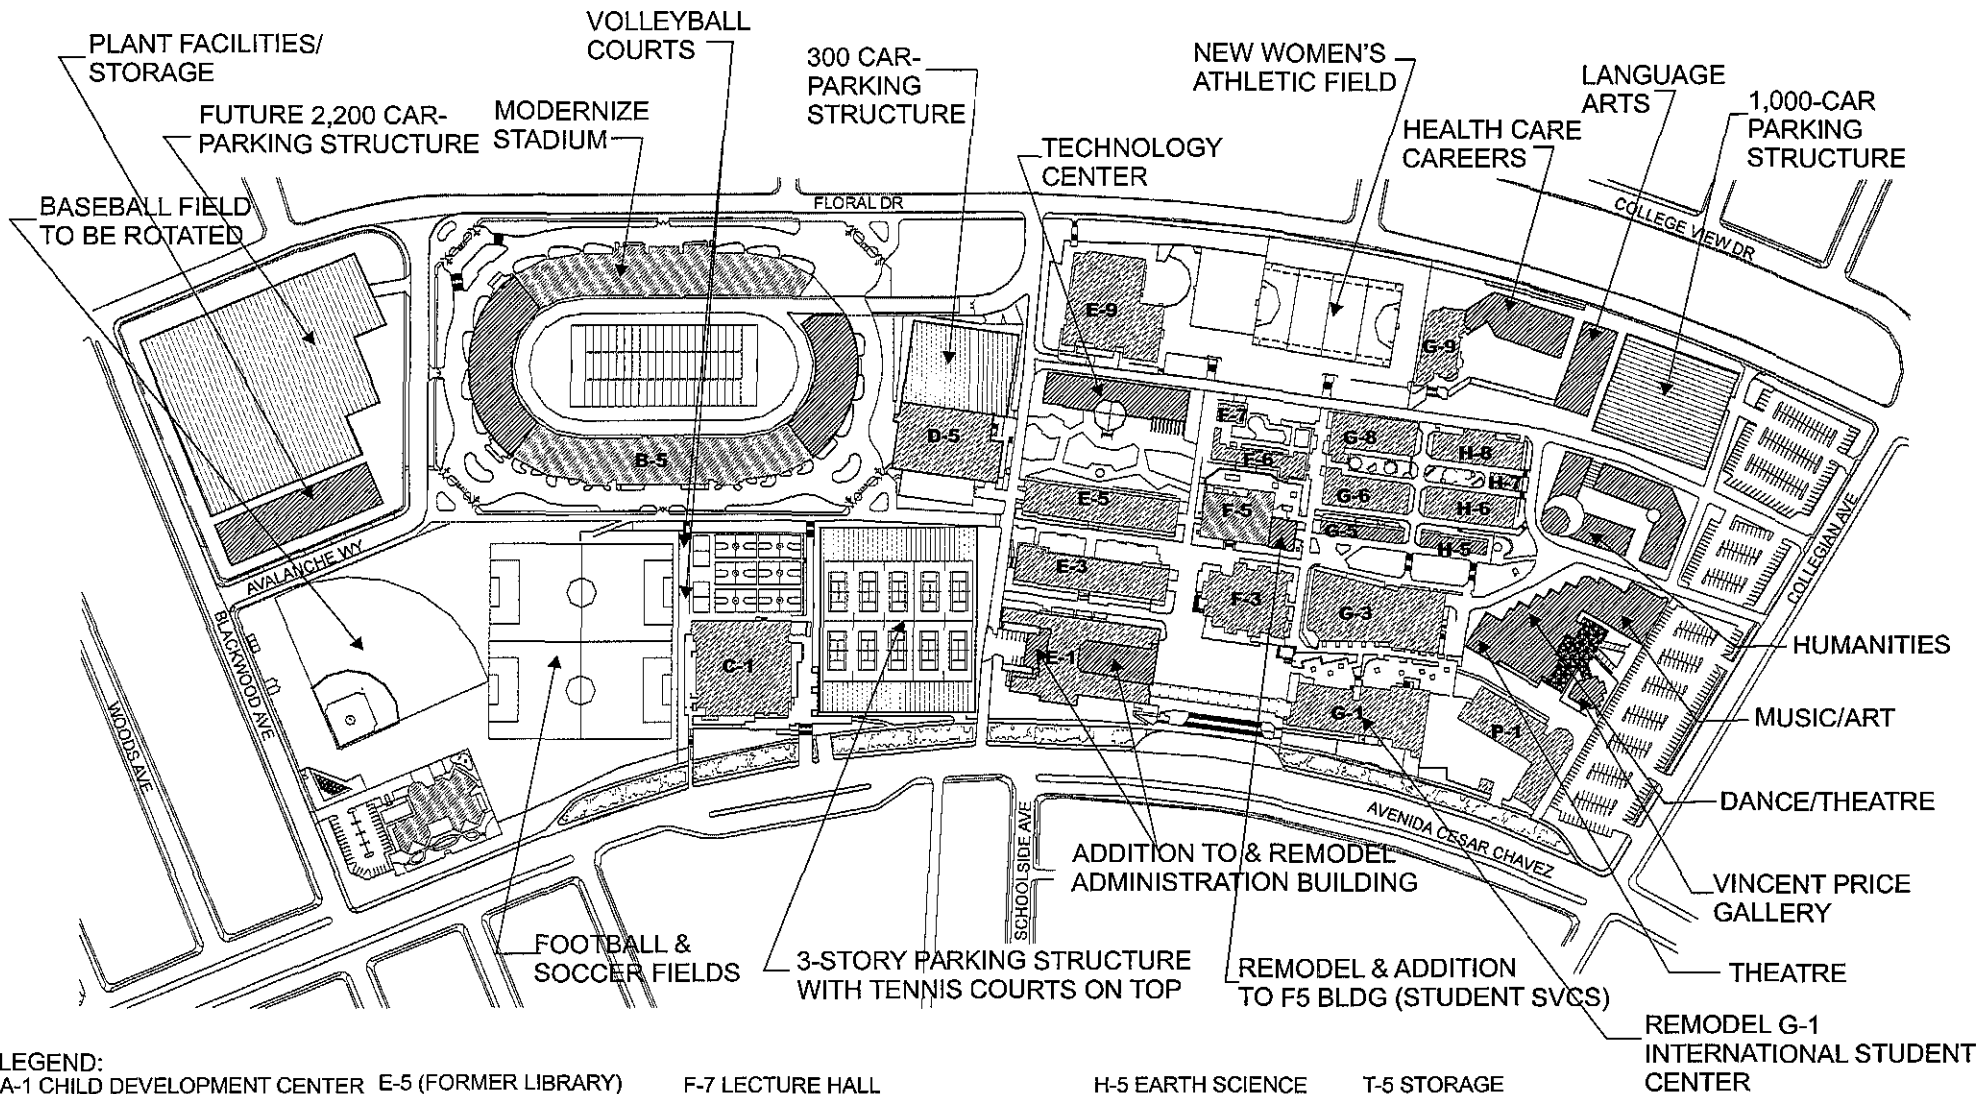 PLANT FACILITIES/
STORAGE
FUTURE 2,200 CAR-
PARKING STRUCTURE
BASEBALL FIELD
TO BE ROTATED
VOLLEYBALL
COURTS
MODERNIZE
STADIUM
300 CAR-
PARKING
STRUCTURE
NEW WOMEN'S
ATHLETIC FIELD
TECHNOLOGY
CENTER
HEALTH CARE
CAREERS
LANGUAGE
ARTS
1,000-CAR
PARKING
STRUCTURE
FLORAL DR
COLLEGE VIEW DR
E-9
G-9
D-5
B-5
E-7
F-6
G-8
H-8
H-7
G-6
H-6
E-5
F-5
G-5
H-5
E-3
F-3
G-3
C-1
E-1
G-1
P-1
AVALANCHE WY
BLACKWOOD AVE
WOODS AVE
SCHOOLSIDE AVE
AVENIDA CESAR CHAVEZ
COLLEGIAN AVE
HUMANITIES
MUSIC/ART
DANCE/THEATRE
VINCENT PRICE
GALLERY
THEATRE
FOOTBALL &
SOCCER FIELDS
3-STORY PARKING STRUCTURE
WITH TENNIS COURTS ON TOP
ADDITION TO & REMODEL
ADMINISTRATION BUILDING
REMODEL & ADDITION
TO F5 BLDG (STUDENT SVCS)
REMODEL G-1
INTERNATIONAL STUDENT
CENTER
LEGEND:
A-1 CHILD DEVELOPMENT CENTER E-5 (FORMER LIBRARY) F-7 LECTURE HALL H-5 EARTH SCIENCE T-5 STORAGE